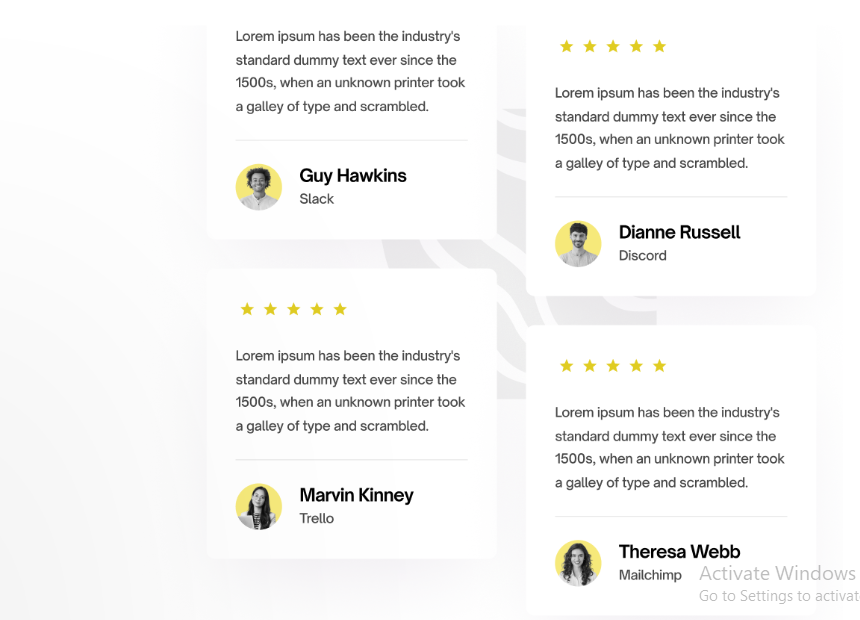 Lorem ipsum has been the industry's
standard dummy text ever since the
1500s, when an unknown printer took
a galley of type and scrambled.
Guy Hawkins
Slack
Lorem ipsum has been the industry's
standard dummy text ever since the
1500s, when an unknown printer took
a galley of type and scrambled.
Marvin Kinney
Trello
Lorem ipsum has been the industry's
standard dummy text ever since the
1500s, when an unknown printer took
a galley of type and scrambled.
Dianne Russell
Discord
Lorem ipsum has been the industry's
standard dummy text ever since the
1500s, when an unknown printer took
a galley of type and scrambled.
Theresa Webb
Mailchimp
Activate Windows
Go to Settings to activat